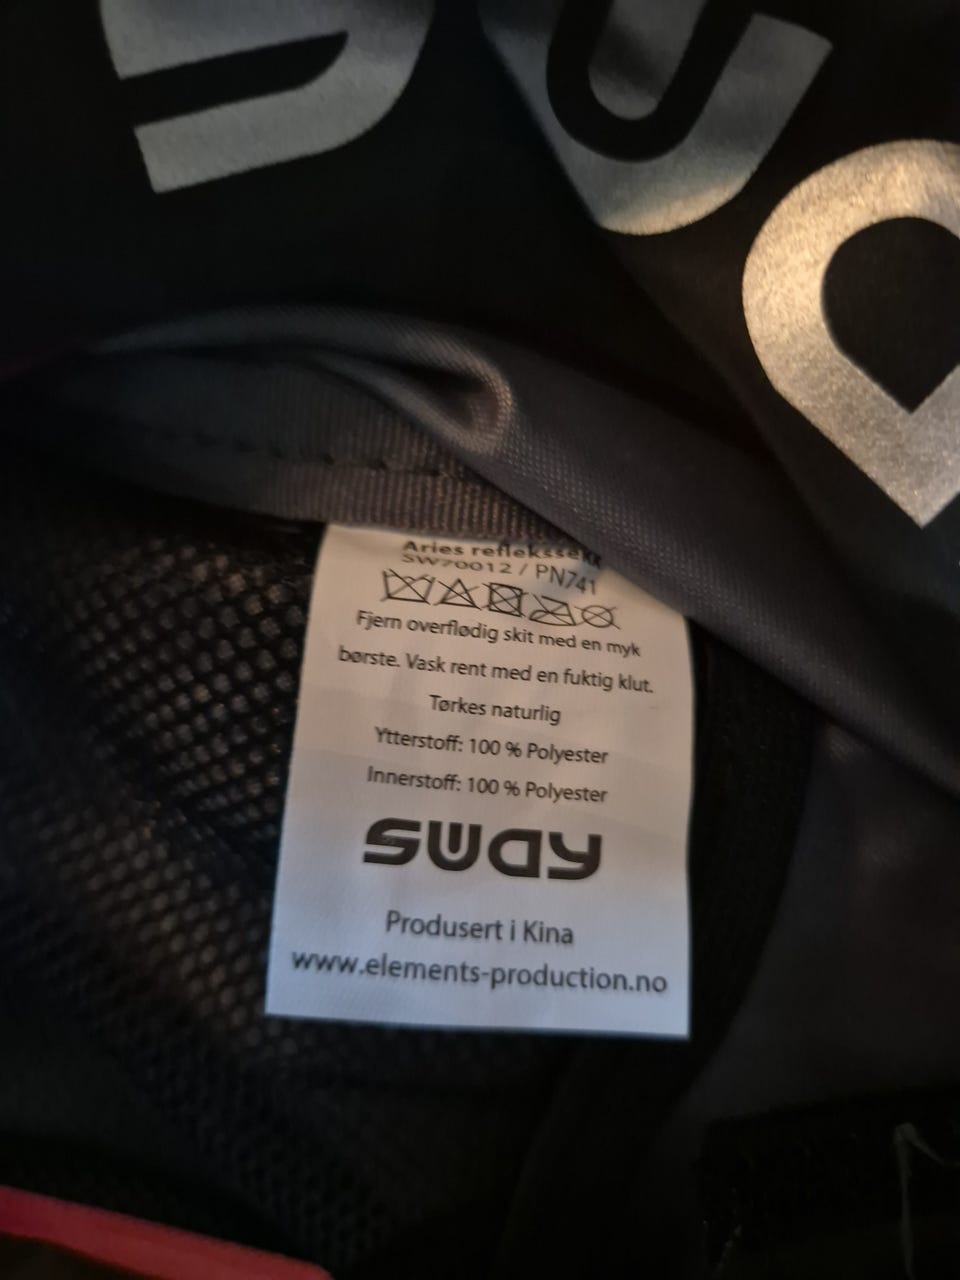 Aries reflekssekk
SW70012 / PN741
Fjern overflødig skit med en myk
børste. Vask rent med en fuktig klut.
Tørkes naturlig
Ytterstoff: 100 % Polyester
Innerstoff: 100 % Polyester
SWAY
Produsert i Kina
www.elements-production.no